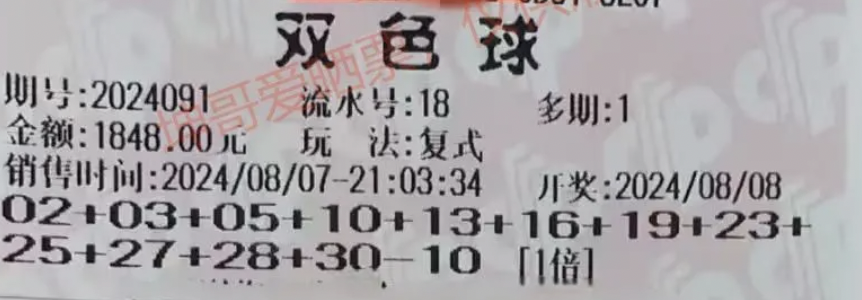 双色球
期号:2024091 流水号:18 多期:1
金额:1848.00元 玩 法:复式
销售时间:2024/08/07-21:03:34 开奖:2024/08/08
02+03+05+10+13+16+19+23+
25+27+28+30-10 [1倍]